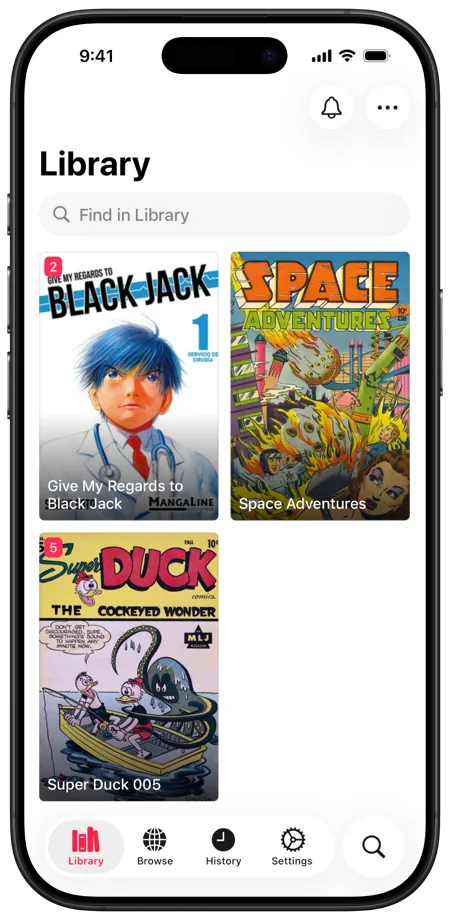 9:41
Library
Find in Library
2
GIVE MY REGARDS TO
BLACK JACK
1
SERVICIO DE
CIRUGÍA
MANGALINE
Give My Regards to
Black Jack
SPACE
ADVENTURES
10¢
Space Adventures
5
FALL
10¢
Super DUCK
comics.
THE COCKEYED WONDER
DON'T GET
DISCOURAGED, SUPE,
SOMETHING'S BOUND
TO HAPPEN ANY
MINUTE NOW.
MLJ
MAGAZINE
Super Duck 005
Library
Browse
History
Settings